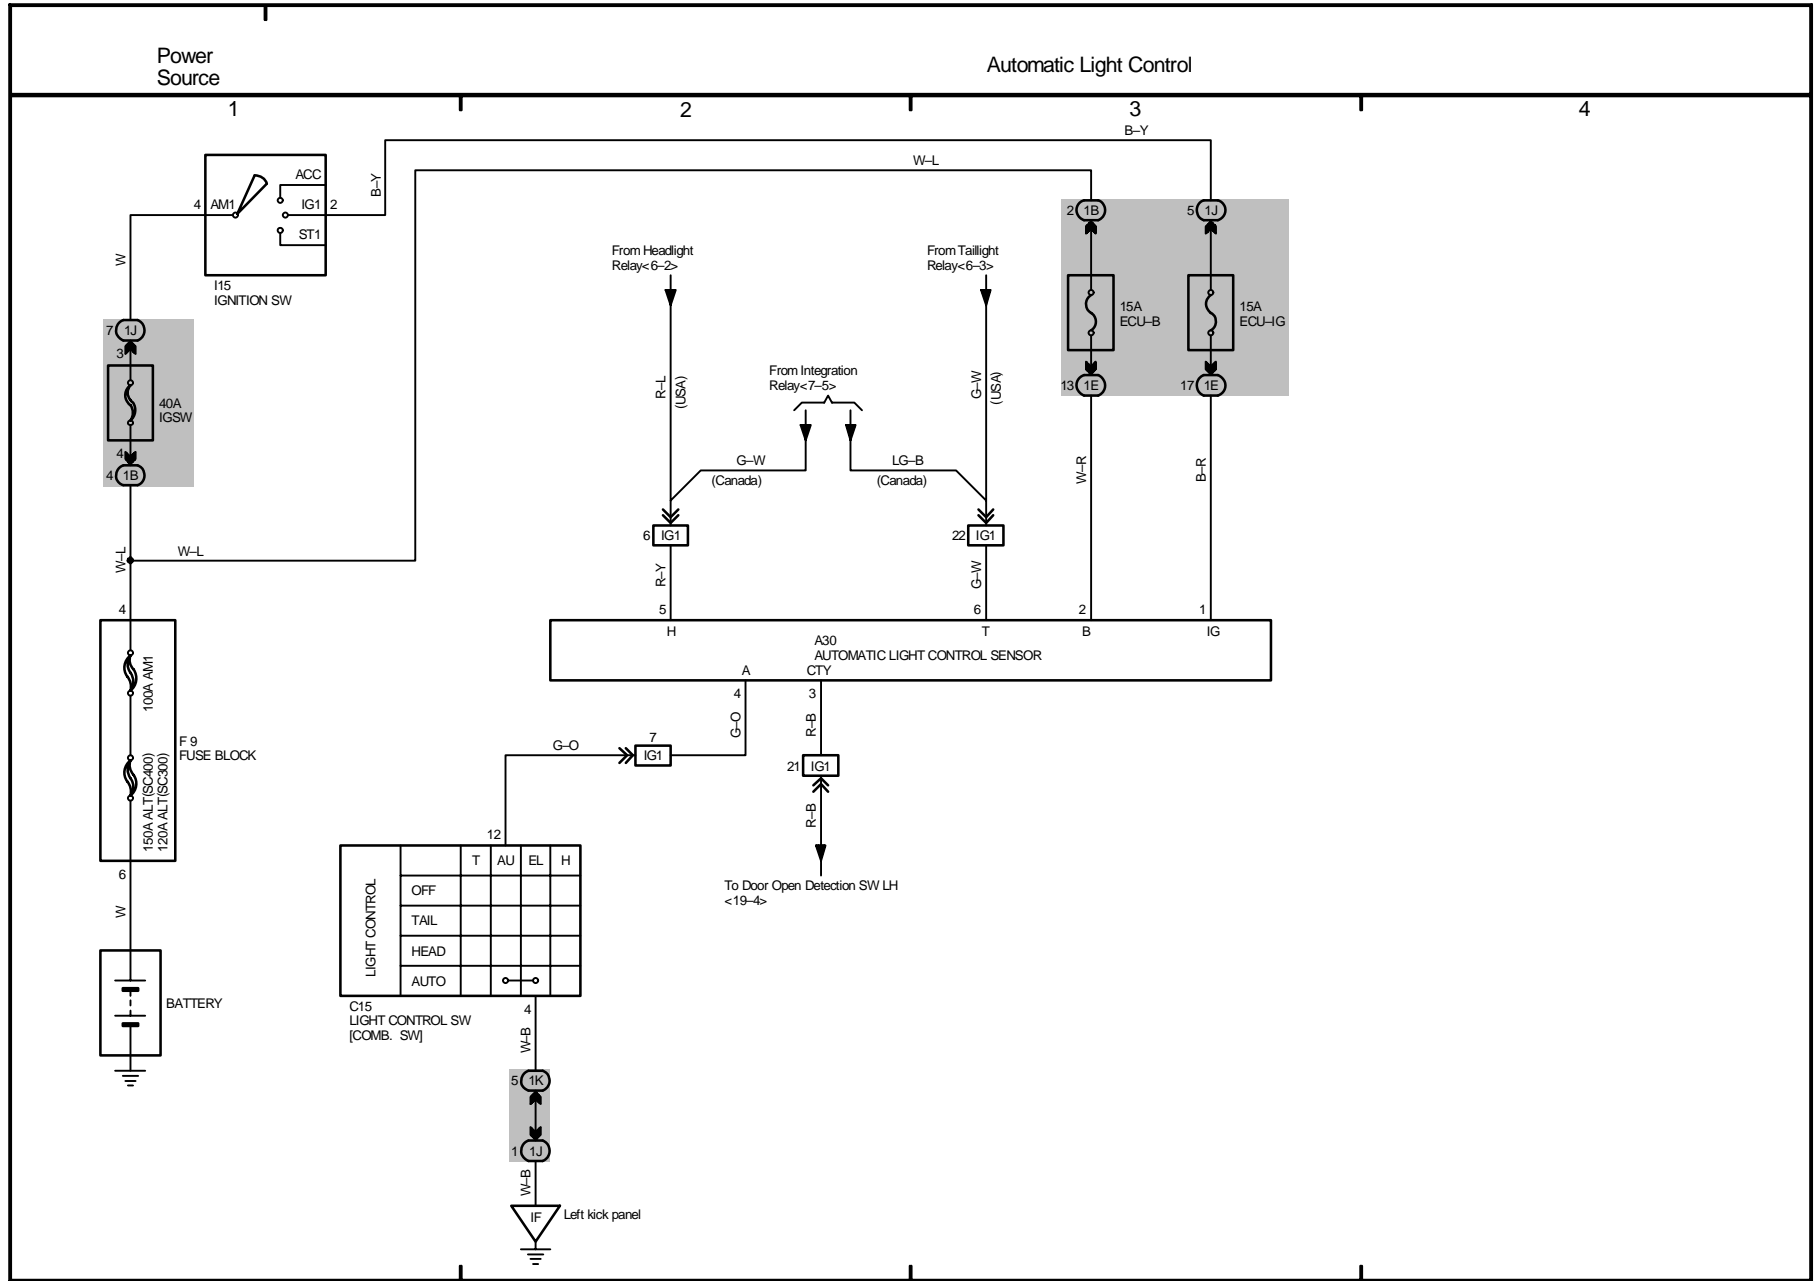 Power
Source
Automatic Light Control
1
2
3
4
B–Y
W–L
B–Y
ACC
4
AM1
IG1
2
ST1
I15
IGNITION SW
W
7
1J
3
40A
IGSW
4
4
1B
W–L
W–L
4
100A AM1
150A ALT(SC400)
120A ALT(SC300)
F 9
FUSE BLOCK
6
W
BATTERY
From Headlight
Relay<6–2>
From Taillight
Relay<6–3>
R–L
(USA)
From Integration
Relay<7–5>
G–W
(USA)
G–W
(Canada)
LG–B
(Canada)
6
IG1
22
IG1
R–Y
G–W
2
1B
5
1J
15A
ECU–B
15A
ECU–IG
13
1E
17
1E
W–R
B–R
5
6
2
1
H
T
B
IG
A30
AUTOMATIC LIGHT CONTROL SENSOR
A
CTY
4
3
G–O
R–B
G–O
7
IG1
21
IG1
R–B
To Door Open Detection SW LH
<19–4>
12
LIGHT CONTROL
T
AU
EL
H
OFF
TAIL
HEAD
AUTO
C15
LIGHT CONTROL SW
[COMB. SW]
4
W–B
5
1K
1
1J
W–B
IF
Left kick panel